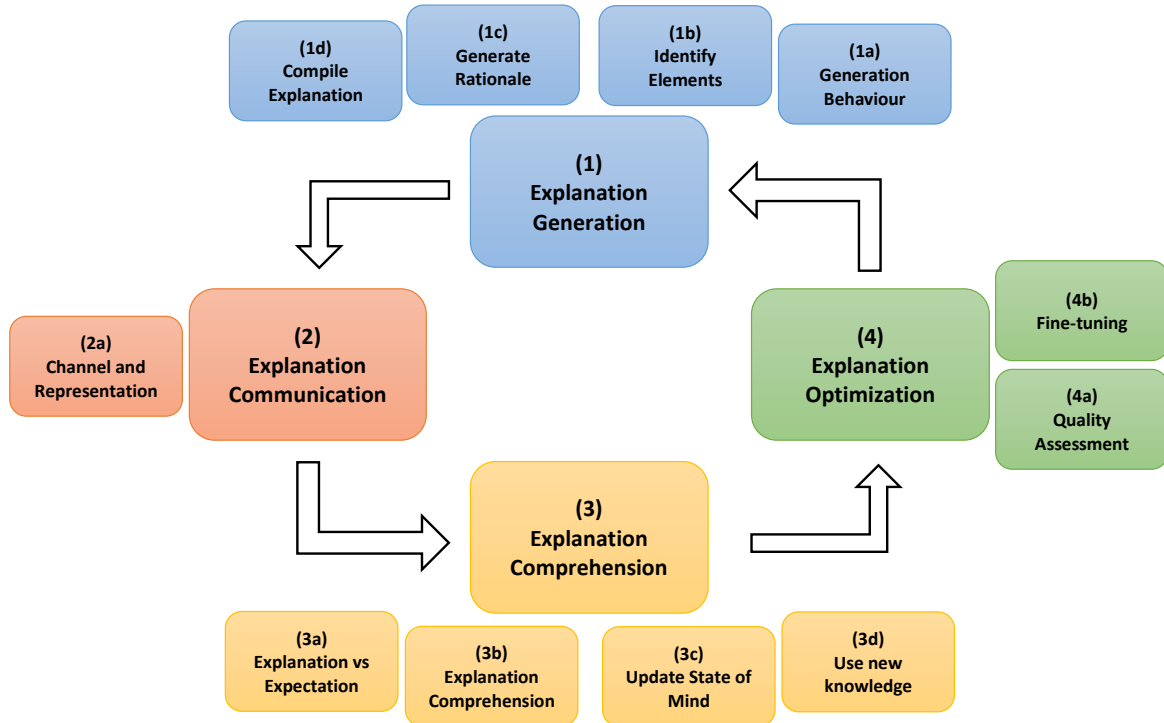 (1d)
Compile
Explanation
(1c)
Generate
Rationale
(1b)
Identify
Elements
(1a)
Generation
Behaviour
(1)
Explanation
Generation
(2a)
Channel and
Representation
(2)
Explanation
Communication
(4)
Explanation
Optimization
(4b)
Fine-tuning
(4a)
Quality
Assessment
(3)
Explanation
Comprehension
(3a)
Explanation vs
Expectation
(3b)
Explanation
Comprehension
(3c)
Update State of
Mind
(3d)
Use new
knowledge